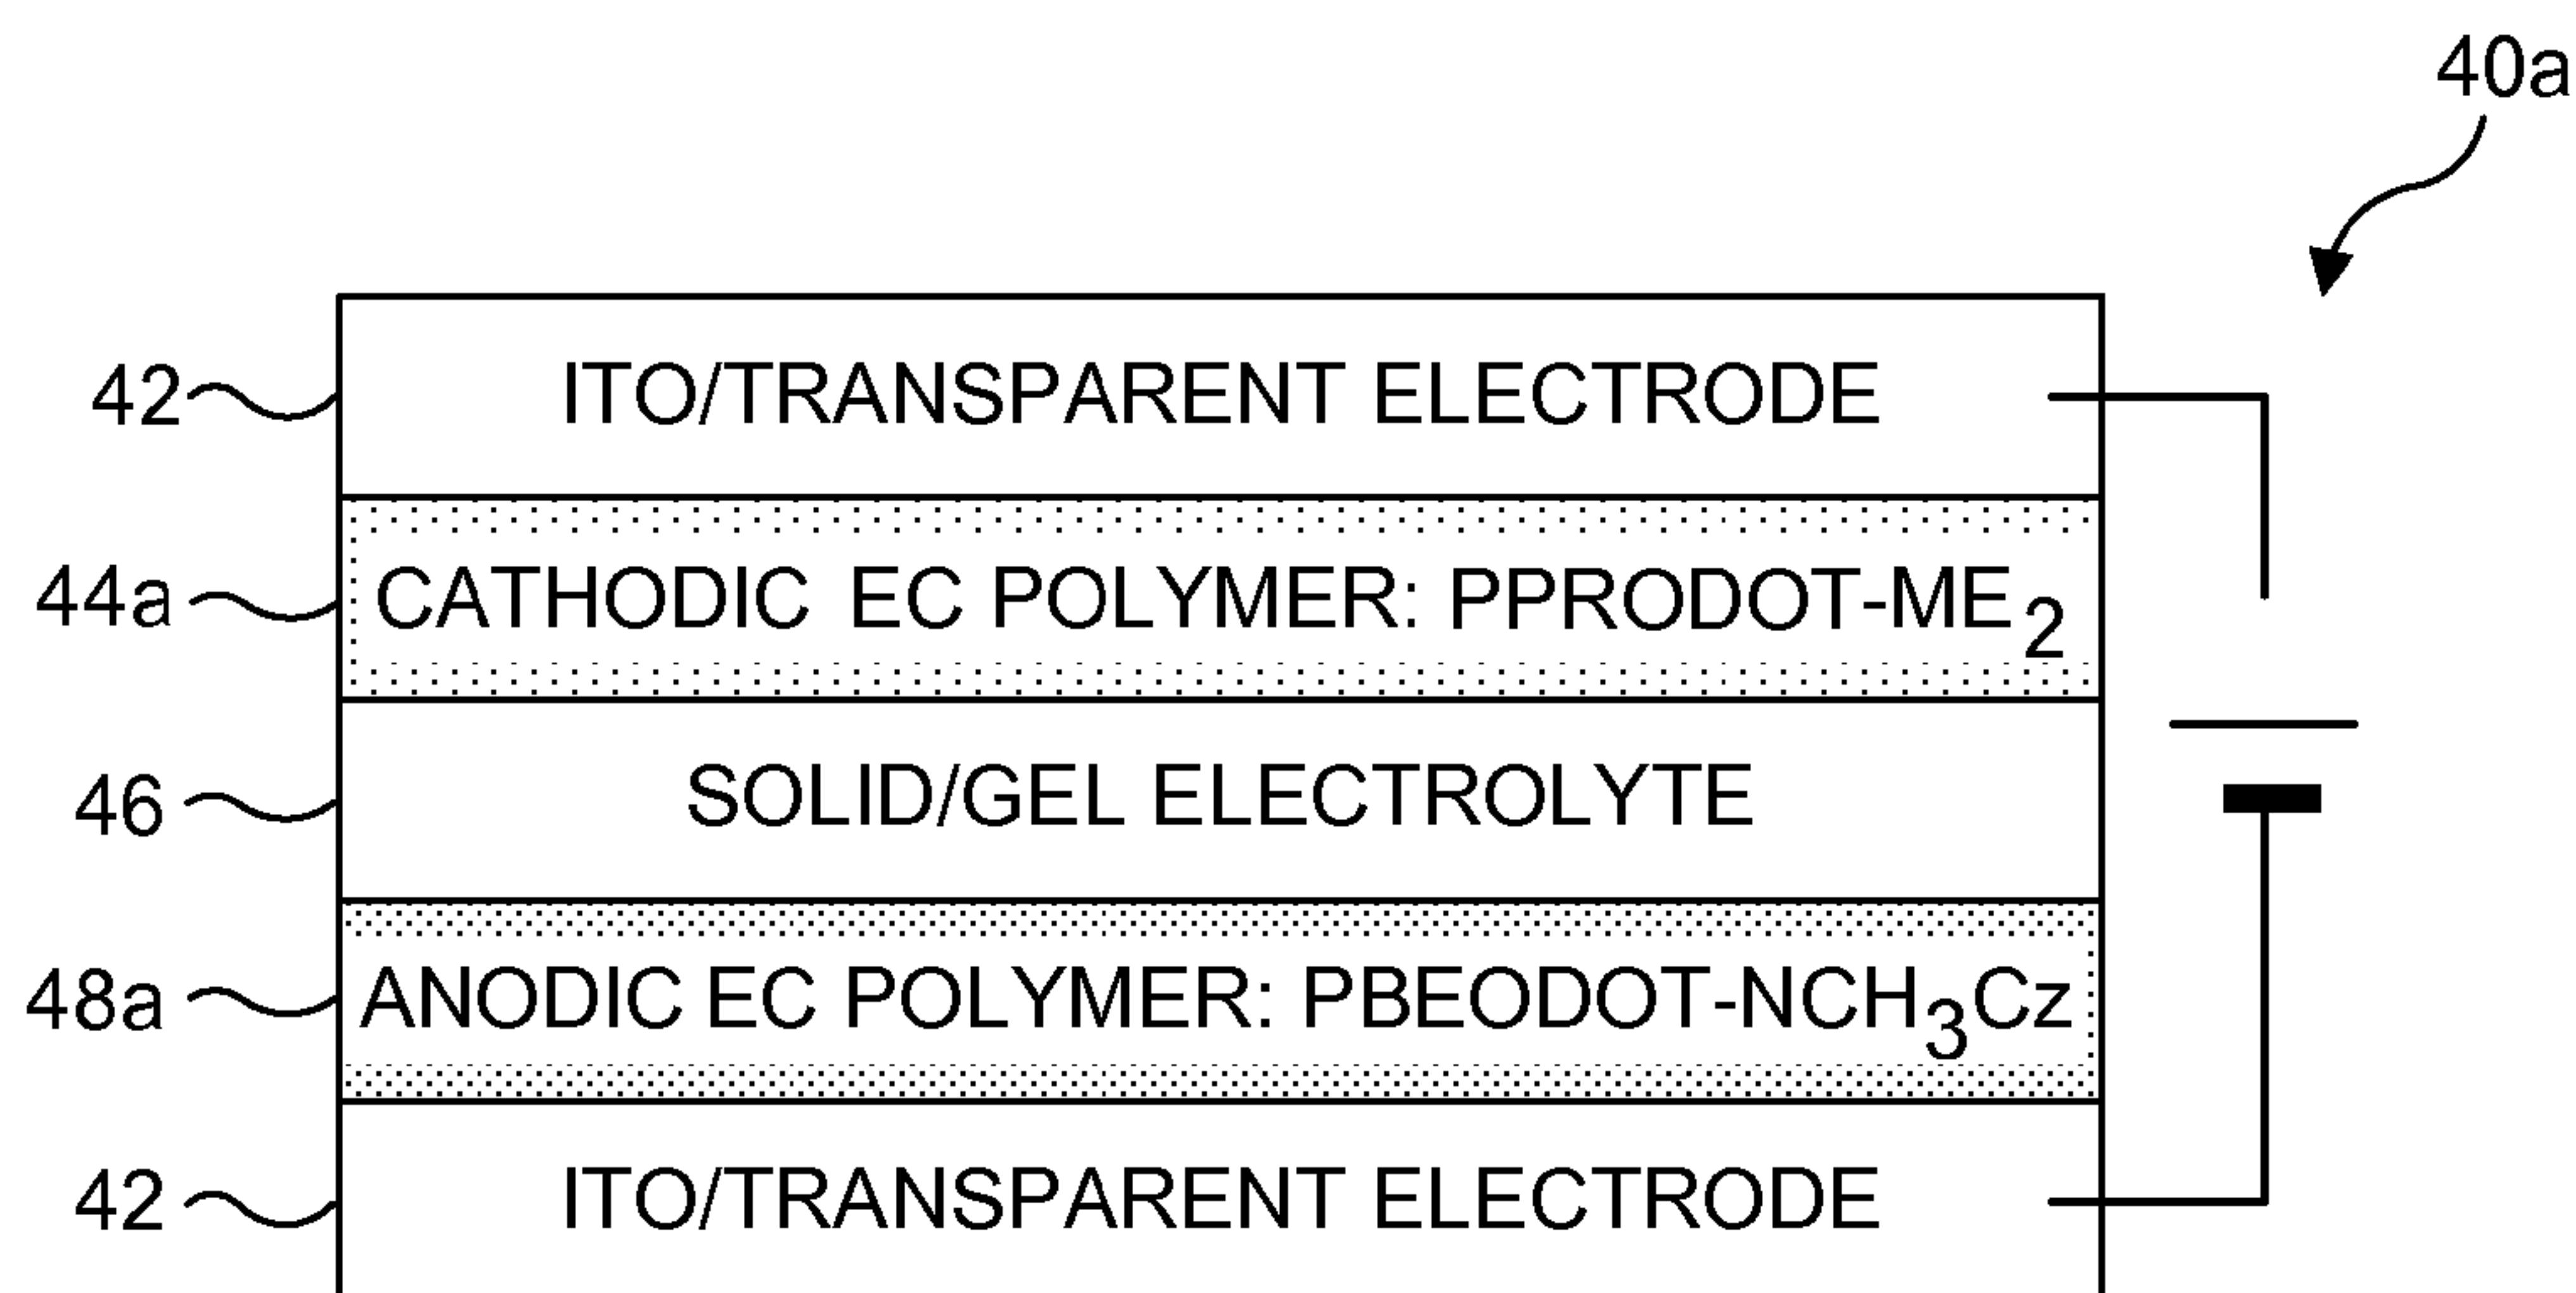 40a
42 ITO/TRANSPARENT ELECTRODE
44a CATHODIC EC POLYMER: PPRODOT-ME2
46 SOLID/GEL ELECTROLYTE
48a ANODIC EC POLYMER: PBEODOT-NCH3Cz
42 ITO/TRANSPARENT ELECTRODE